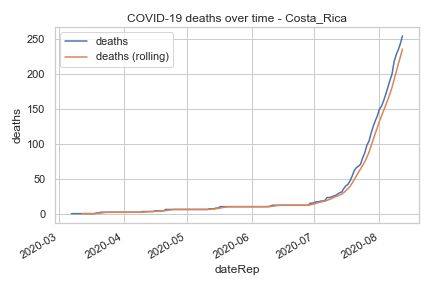 COVID-19 deaths over time - Costa_Rica
deaths
deaths (rolling)
250
200
150
100
50
0
deaths
2020-03
2020-04
2020-05
2020-06
2020-07
2020-08
dateRep